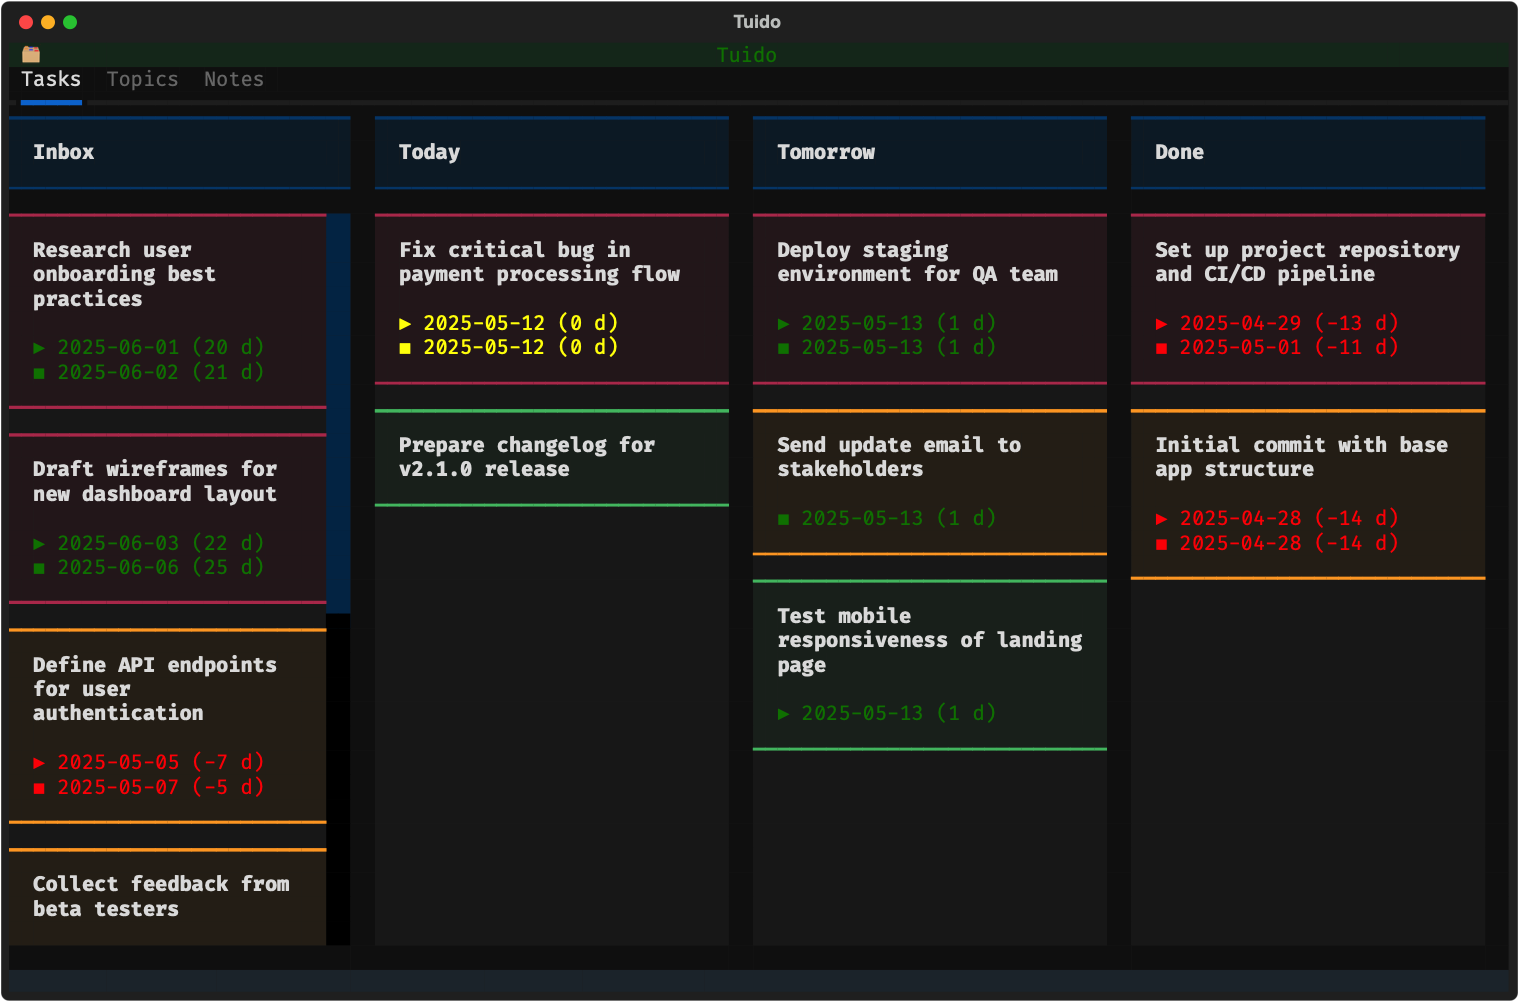 Tuido
Tuido
Tasks Topics Notes
Inbox
Research user
onboarding best
practices
▶ 2025-06-01 (20 d)
■ 2025-06-02 (21 d)
Draft wireframes for
new dashboard layout
▶ 2025-06-03 (22 d)
■ 2025-06-06 (25 d)
Define API endpoints
for user
authentication
▶ 2025-05-05 (-7 d)
■ 2025-05-07 (-5 d)
Collect feedback from
beta testers
Today
Fix critical bug in
payment processing flow
▶ 2025-05-12 (0 d)
■ 2025-05-12 (0 d)
Prepare changelog for
v2.1.0 release
Tomorrow
Deploy staging
environment for QA team
▶ 2025-05-13 (1 d)
■ 2025-05-13 (1 d)
Send update email to
stakeholders
■ 2025-05-13 (1 d)
Test mobile
responsiveness of landing
page
▶ 2025-05-13 (1 d)
Done
Set up project repository
and CI/CD pipeline
▶ 2025-04-29 (-13 d)
■ 2025-05-01 (-11 d)
Initial commit with base
app structure
▶ 2025-04-28 (-14 d)
■ 2025-04-28 (-14 d)